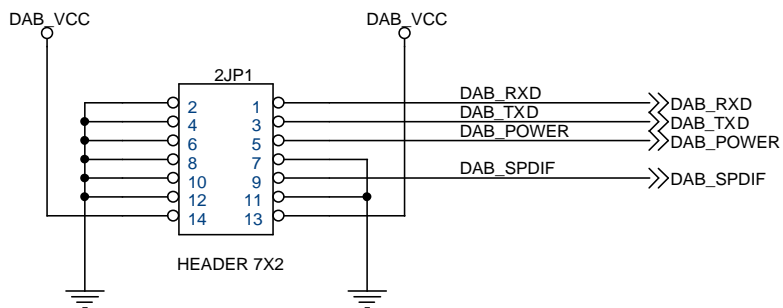 DAB_VCC DAB_VCC
2JP1
DAB_RXD
2 1 DAB_RXD
DAB_TXD
4 3 DAB_TXD
DAB_POWER
6 5 DAB_POWER
8 7
DAB_SPDIF
10 9 DAB_SPDIF
12 11
14 13
HEADER 7X2